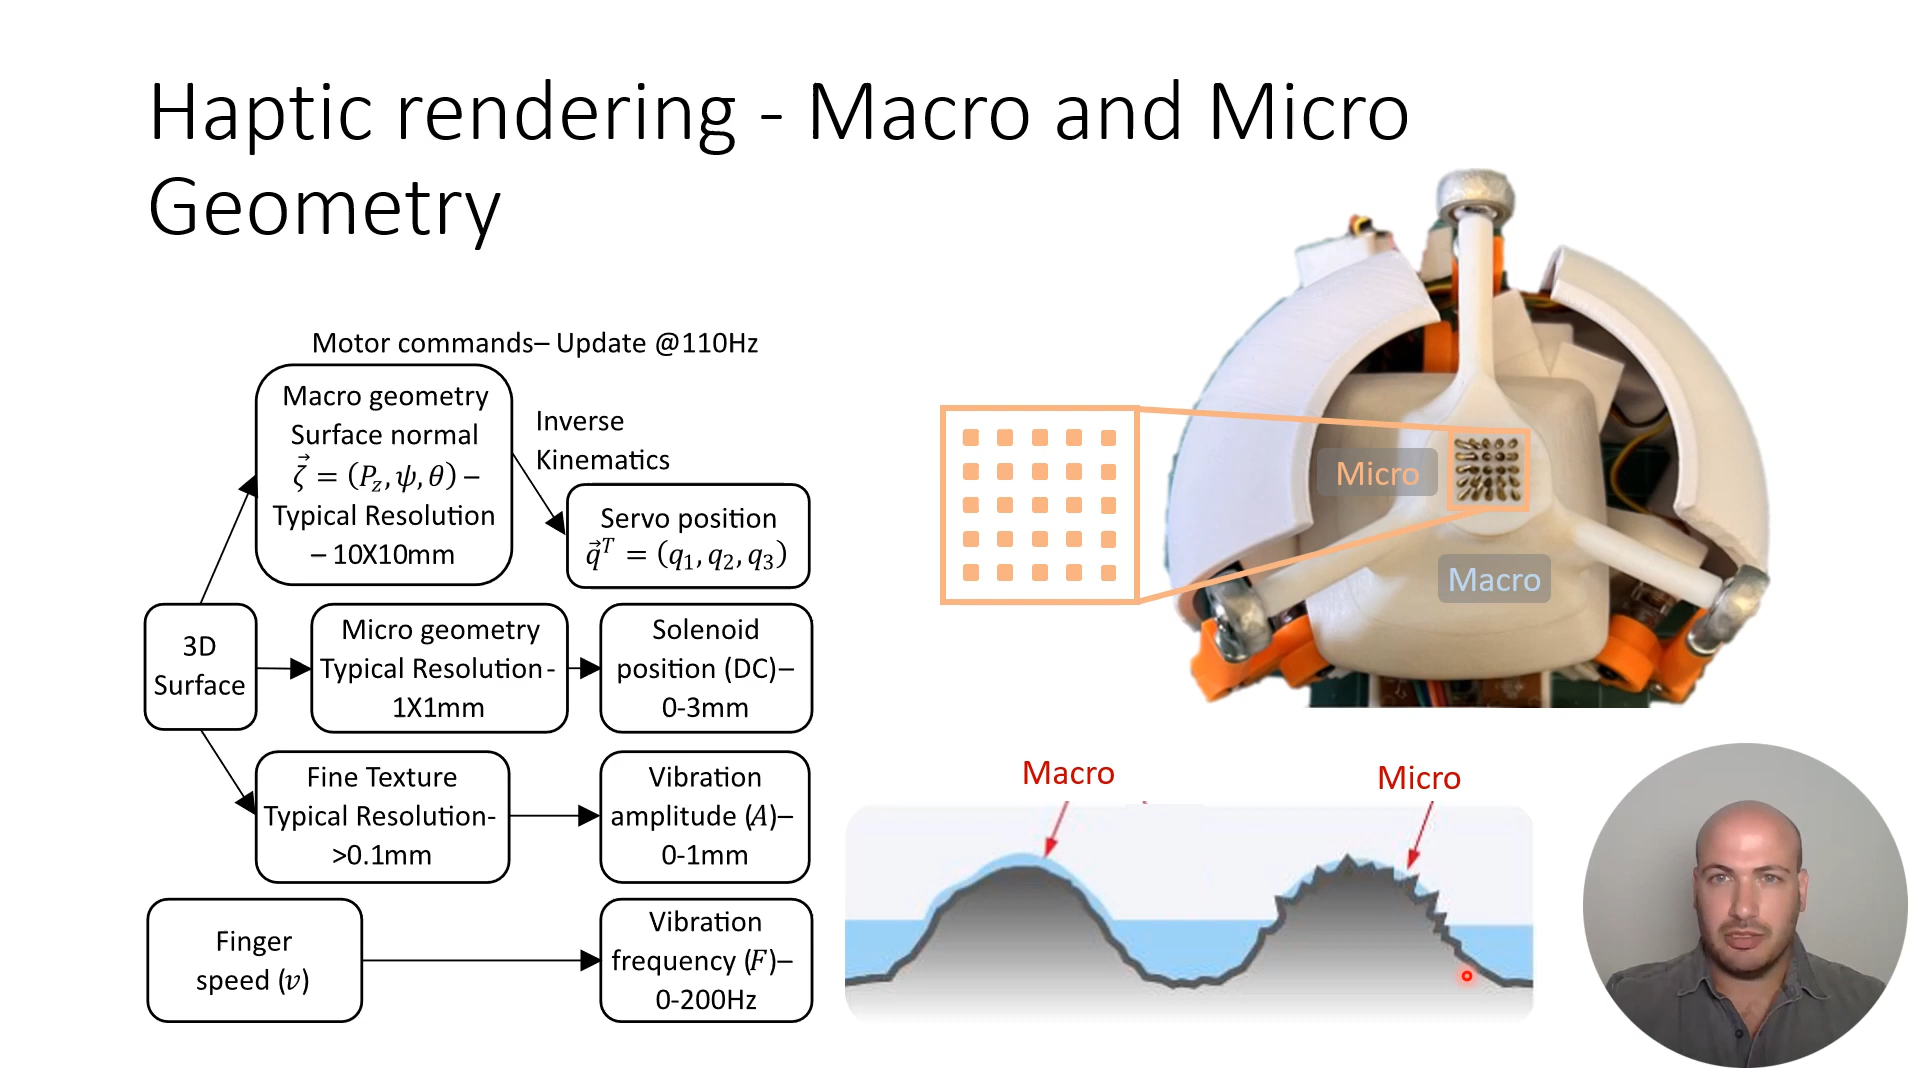 Haptic rendering - Macro and Micro
Geometry
Motor commands– Update @110Hz
Macro geometry
Surface normal
ζ⃗ = (P_z, ψ, θ) –
Typical Resolution
– 10X10mm
Inverse
Kinematics
Servo position
q⃗^T = (q_1, q_2, q_3)
3D
Surface
Micro geometry
Typical Resolution-
1X1mm
Solenoid
position (DC)–
0-3mm
Fine Texture
Typical Resolution-
>0.1mm
Vibration
amplitude (A)–
0-1mm
Finger
speed (v)
Vibration
frequency (F)–
0-200Hz
Micro
Macro
Macro
Micro